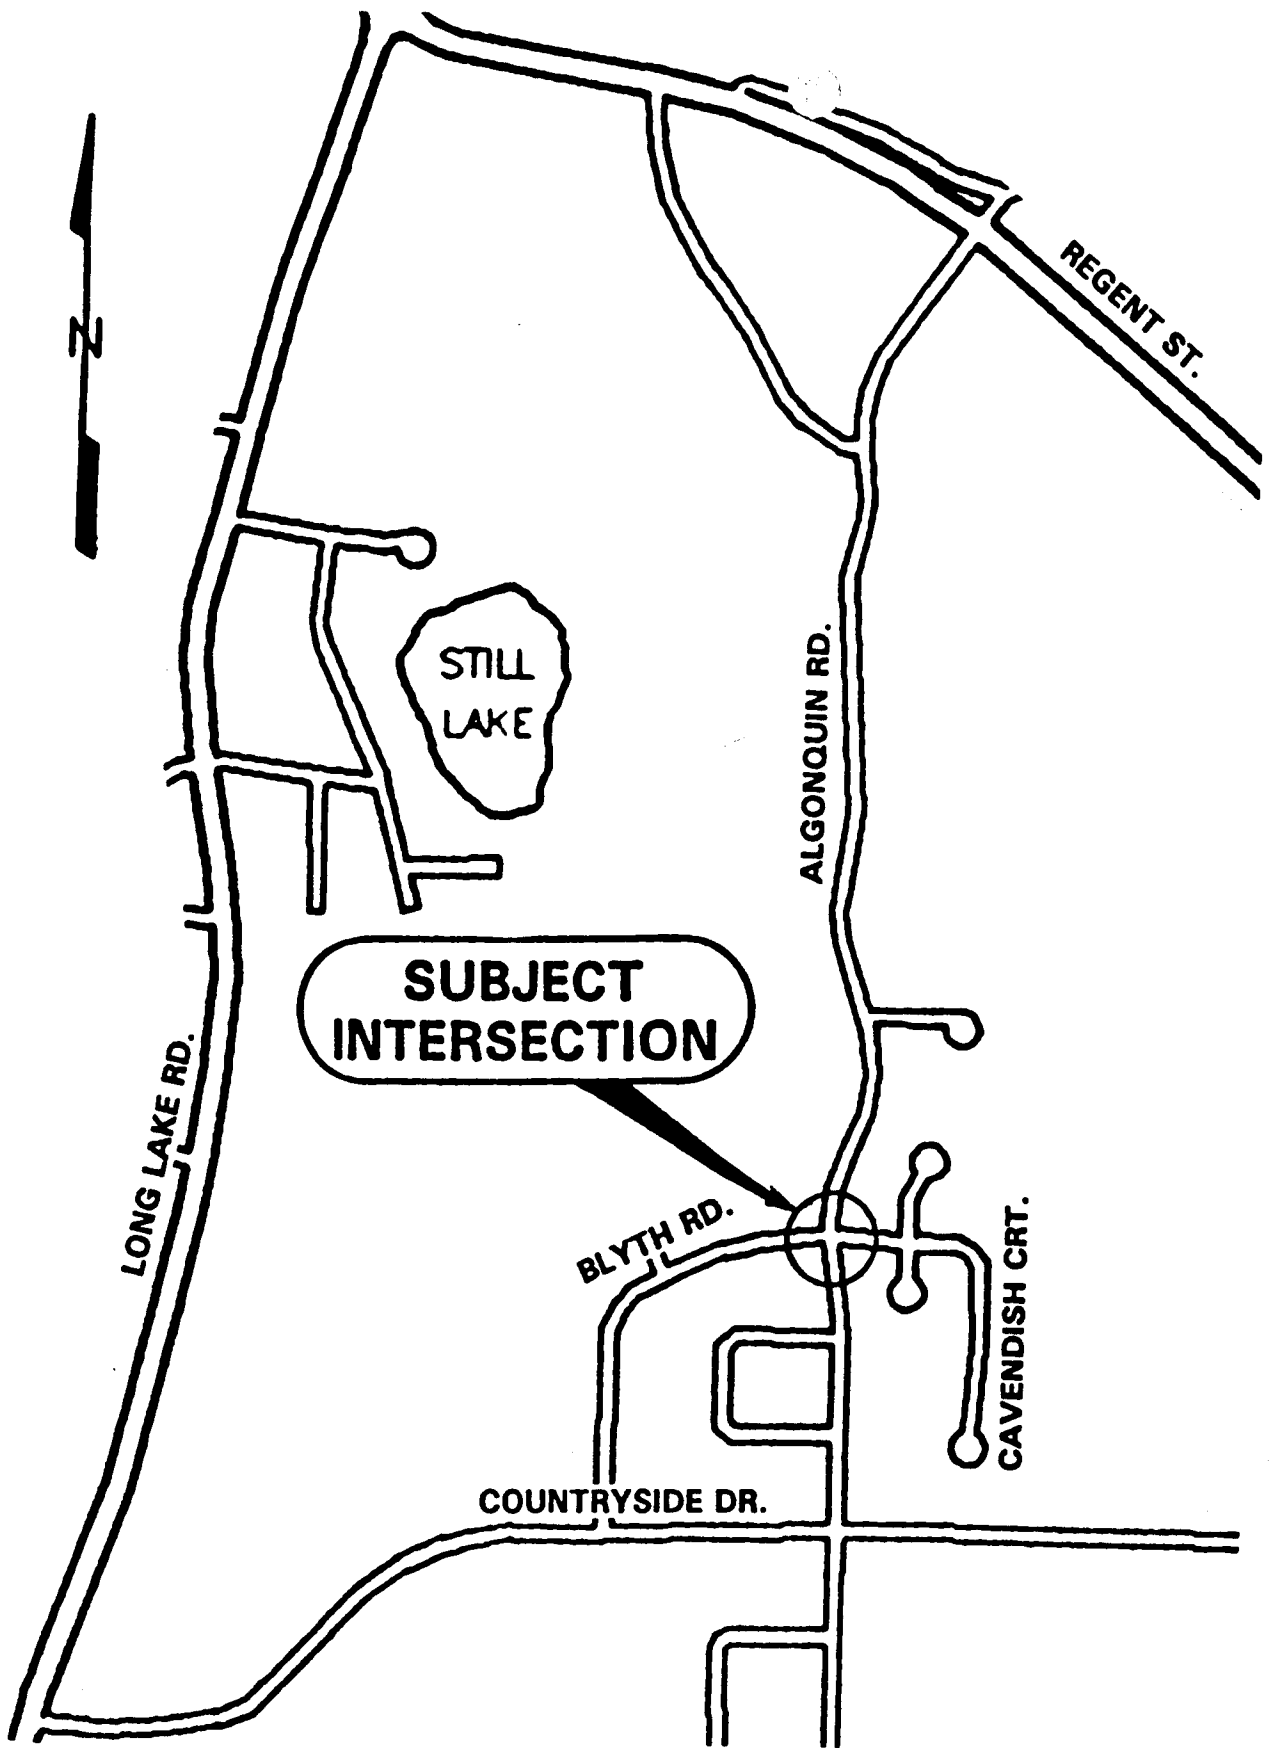 REGENT ST.
N
STILL
LAKE
ALGONQUIN RD.
SUBJECT
INTERSECTION
LONG LAKE RD.
BLYTH RD.
CAVENDISH CRT.
COUNTRYSIDE DR.